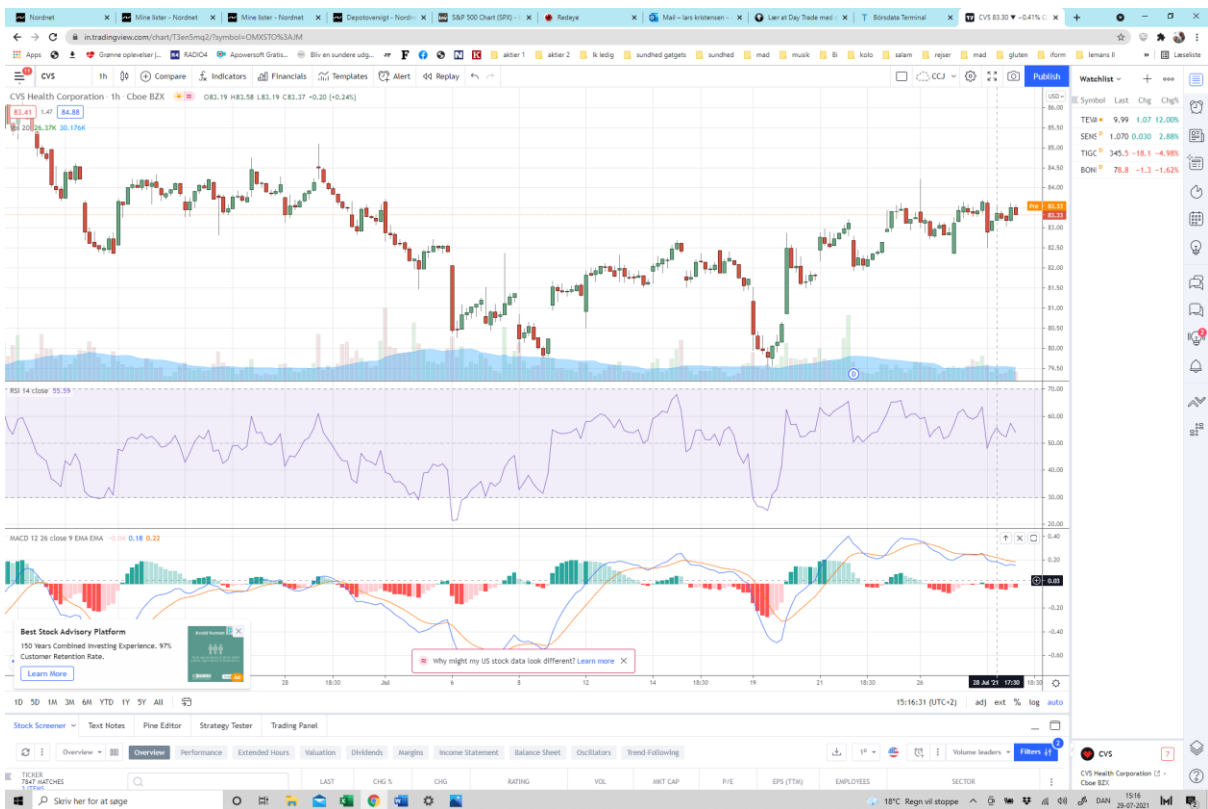 Nordnet
Mine lister - Nordnet
Mine lister - Nordnet
Depotoversigt - Nordn
S&P 500 Chart (SPX) -
Redeye
Mail – lars kristensen –
Lær at Day Trade med
Börsdata Terminal
CVS 83.30 ▼ −0.41%
in.tradingview.com/chart/T3enSmq2/?symbol=OMXSTO%3AJM
Apps
Grønne oplevelser i...
RADIO4
Apowersoft Gratis...
Bliv en sundere udg...
aktier 1
aktier 2
lk ledig
sundhed gatgets
sundhed
mad
musik
Bi
kolo
salam
rejser
mad
gluten
iform
lemans II
Læseliste
CVS
1h
Compare
Indicators
Financials
Templates
Alert
Replay
CCJ
Publish
CVS Health Corporation · 1h · Cboe BZX O83.19 H83.58 L83.19 C83.37 +0.20 (+0.24%)
83.41 1.47 84.88
Vol 20 26.37K 30.176K
USD
86.00
85.50
85.00
84.50
84.00
Pre 83.33
83.33
83.00
82.50
82.00
81.50
81.00
80.50
80.00
79.50
D
RSI 14 close 55.59
70.00
60.00
50.00
40.00
30.00
20.00
MACD 12 26 close 9 EMA EMA −0.04 0.18 0.22
0.40
0.20
0.03
−0.20
−0.40
−0.60
Best Stock Advisory Platform
150 Years Combined Investing Experience. 97%
Customer Retention Rate.
Learn More
Ad
Why might my US stock data look different? Learn more
28 18:30 Jul 6 8 12 14 18:30 19 21 18:30 26 28 Jul '21 17:30 18:30
1D 5D 1M 3M 6M YTD 1Y 5Y All
15:16:31 (UTC+2) adj ext % log auto
Stock Screener Text Notes Pine Editor Strategy Tester Trading Panel
Overview Overview Performance Extended Hours Valuation Dividends Margins Income Statement Balance Sheet Oscillators Trend-Following
Volume leaders Filters 2
TICKER
7847 MATCHES
LAST CHG % CHG RATING VOL MKT CAP P/E EPS (TTM) EMPLOYEES SECTOR
3 ITEMS
Watchlist
Symbol Last Chg Chg%
TEVA 9.99 1.07 12.00%
SENS D 1.070 0.030 2.88%
TIGO D 345.5 −18.1 −4.98%
BONI D 78.8 −1.3 −1.62%
CVS
CVS Health Corporation
Cboe BZX
Skriv her for at søge
18°C Regn vil stoppe
DAN
15:16
29-07-2021